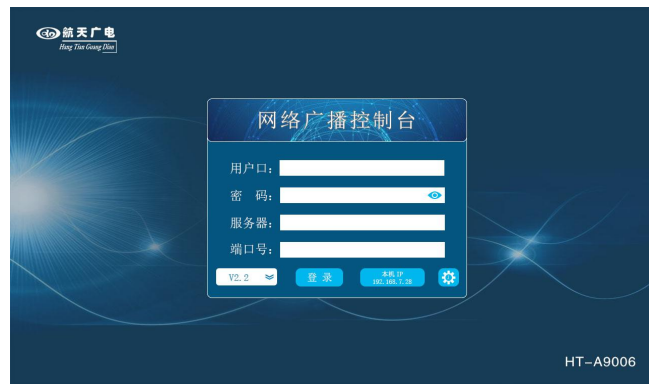 航天广电
Hang Tian Guang Dian
网络广播控制台
用户口：
密 码：
服务器：
端口号：
V2.2
登 录
本机 IP
192.168.7.28
HT-A9006